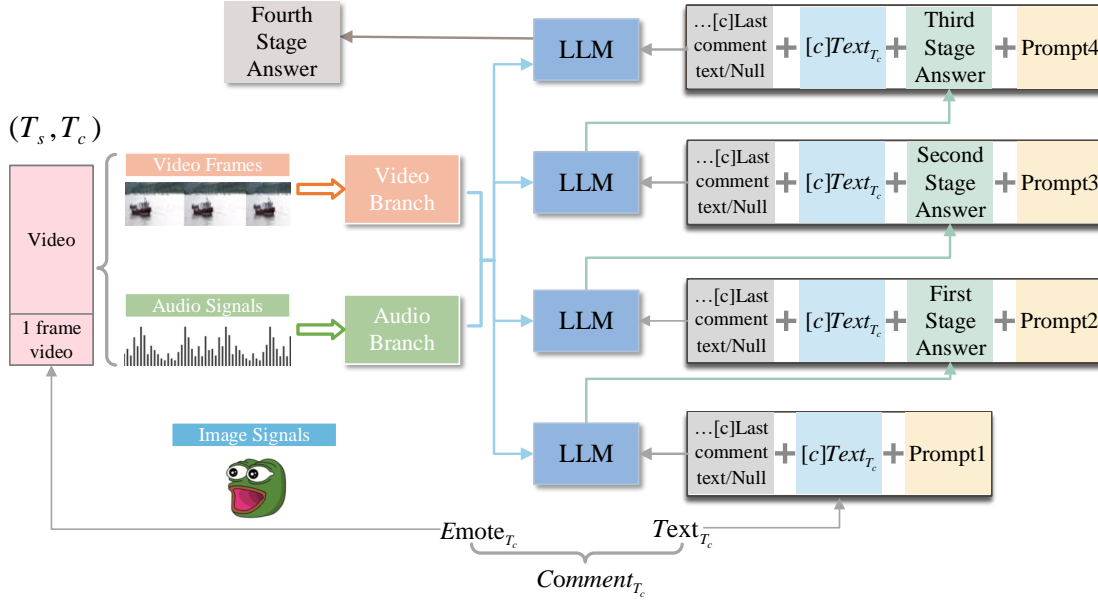 Fourth
Stage
Answer
LLM
…[c]Last
comment
text/Null
+
[c]Text_{T_c}
+
Third
Stage
Answer
+
Prompt4
(T_s, T_c)
Video
1 frame
video
Video Frames
Video
Branch
LLM
…[c]Last
comment
text/Null
+
[c]Text_{T_c}
+
Second
Stage
Answer
+
Prompt3
Audio Signals
Audio
Branch
LLM
…[c]Last
comment
text/Null
+
[c]Text_{T_c}
+
First
Stage
Answer
+
Prompt2
Image Signals
LLM
…[c]Last
comment
text/Null
+
[c]Text_{T_c}
+
Prompt1
Emote_{T_c}
Text_{T_c}
Comment_{T_c}